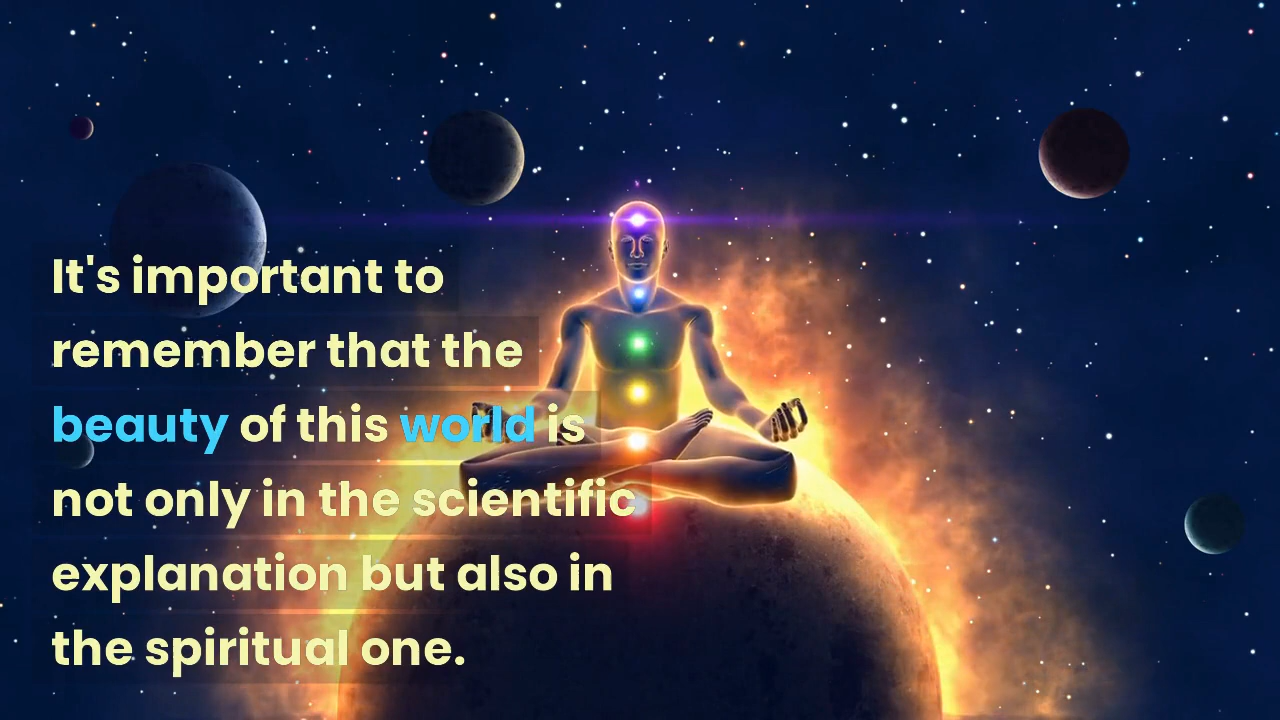 It's important to
remember that the
beauty of this world is
not only in the scientific
explanation but also in
the spiritual one.